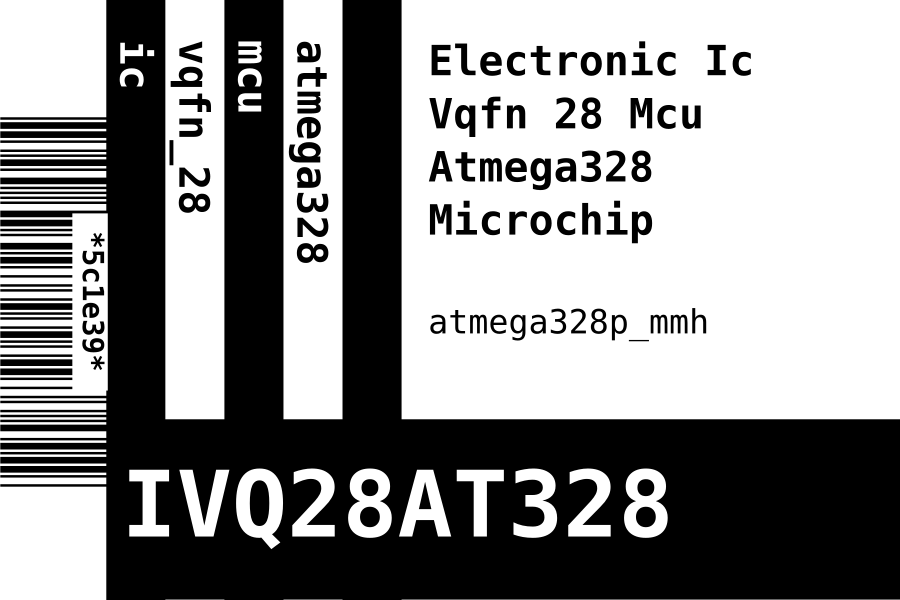 *5c1e39*
ic
vqfn_28
mcu
atmega328
Electronic Ic
Vqfn 28 Mcu
Atmega328
Microchip
atmega328p_mmh
IVQ28AT328